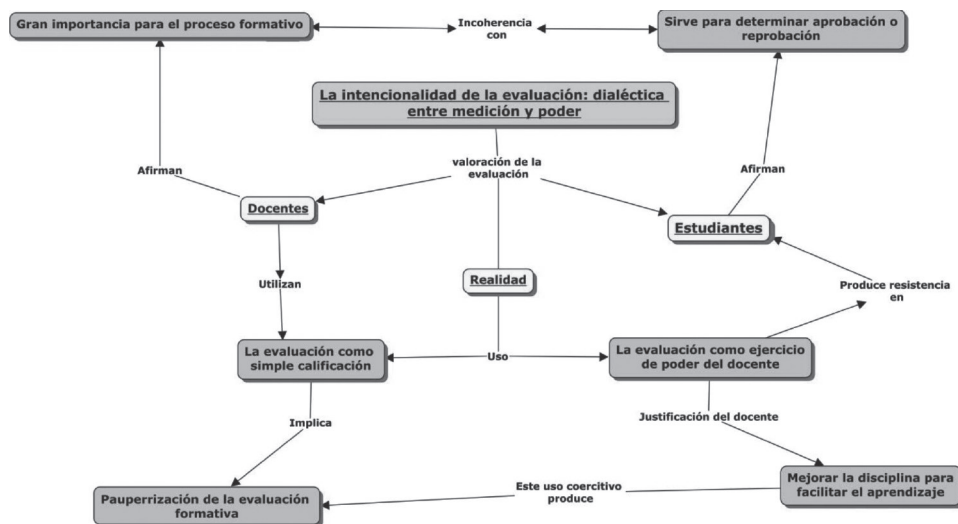 Gran importancia para el proceso formativo
Incoherencia
con
Sirve para determinar aprobación o
reprobación
La intencionalidad de la evaluación: dialéctica
entre medición y poder
valoración de la
evaluación
Afirman
Afirman
Docentes
Estudiantes
Utilizan
Realidad
Produce resistencia
en
La evaluación como
simple calificación
Uso
La evaluación como ejercicio
de poder del docente
Implica
Justificación del docente
Pauperrización de la evaluación
formativa
Este uso coercitivo
produce
Mejorar la disciplina para
facilitar el aprendizaje